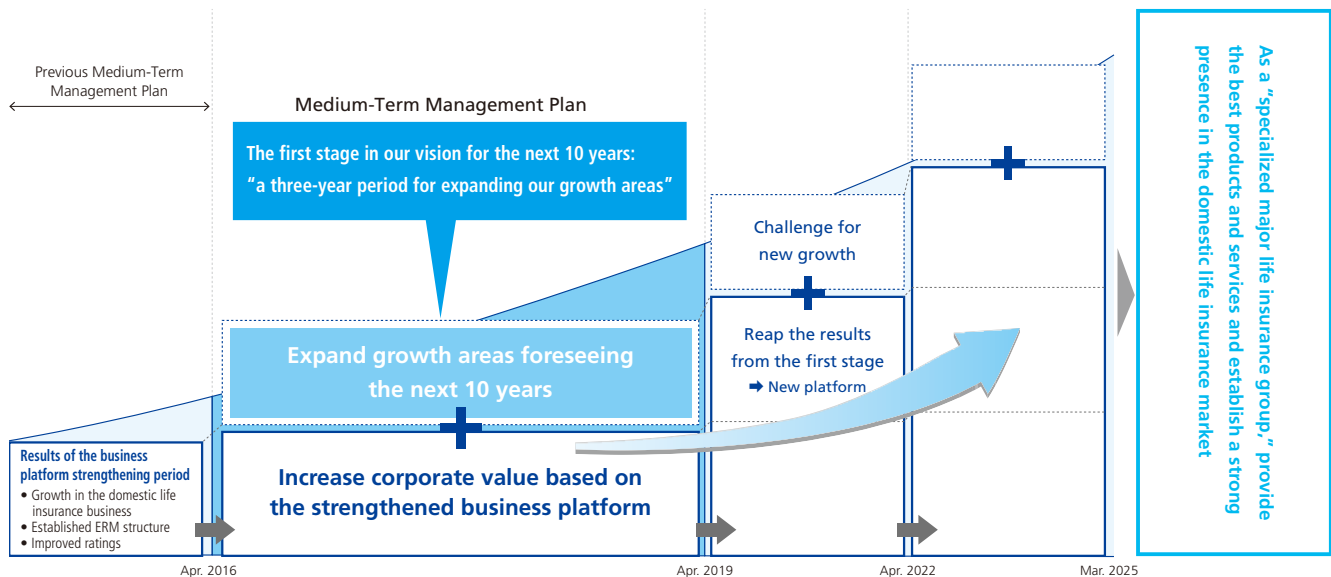 Previous Medium-Term
Management Plan
Medium-Term Management Plan
The first stage in our vision for the next 10 years:
“a three-year period for expanding our growth areas”
Expand growth areas foreseeing
the next 10 years
Increase corporate value based on
the strengthened business platform
Results of the business
platform strengthening period
• Growth in the domestic life
insurance business
• Established ERM structure
• Improved ratings
Challenge for
new growth
Reap the results
from the first stage
➡ New platform
As a “specialized major life insurance group,” provide
the best products and services and establish a strong
presence in the domestic life insurance market
Apr. 2016
Apr. 2019
Apr. 2022
Mar. 2025